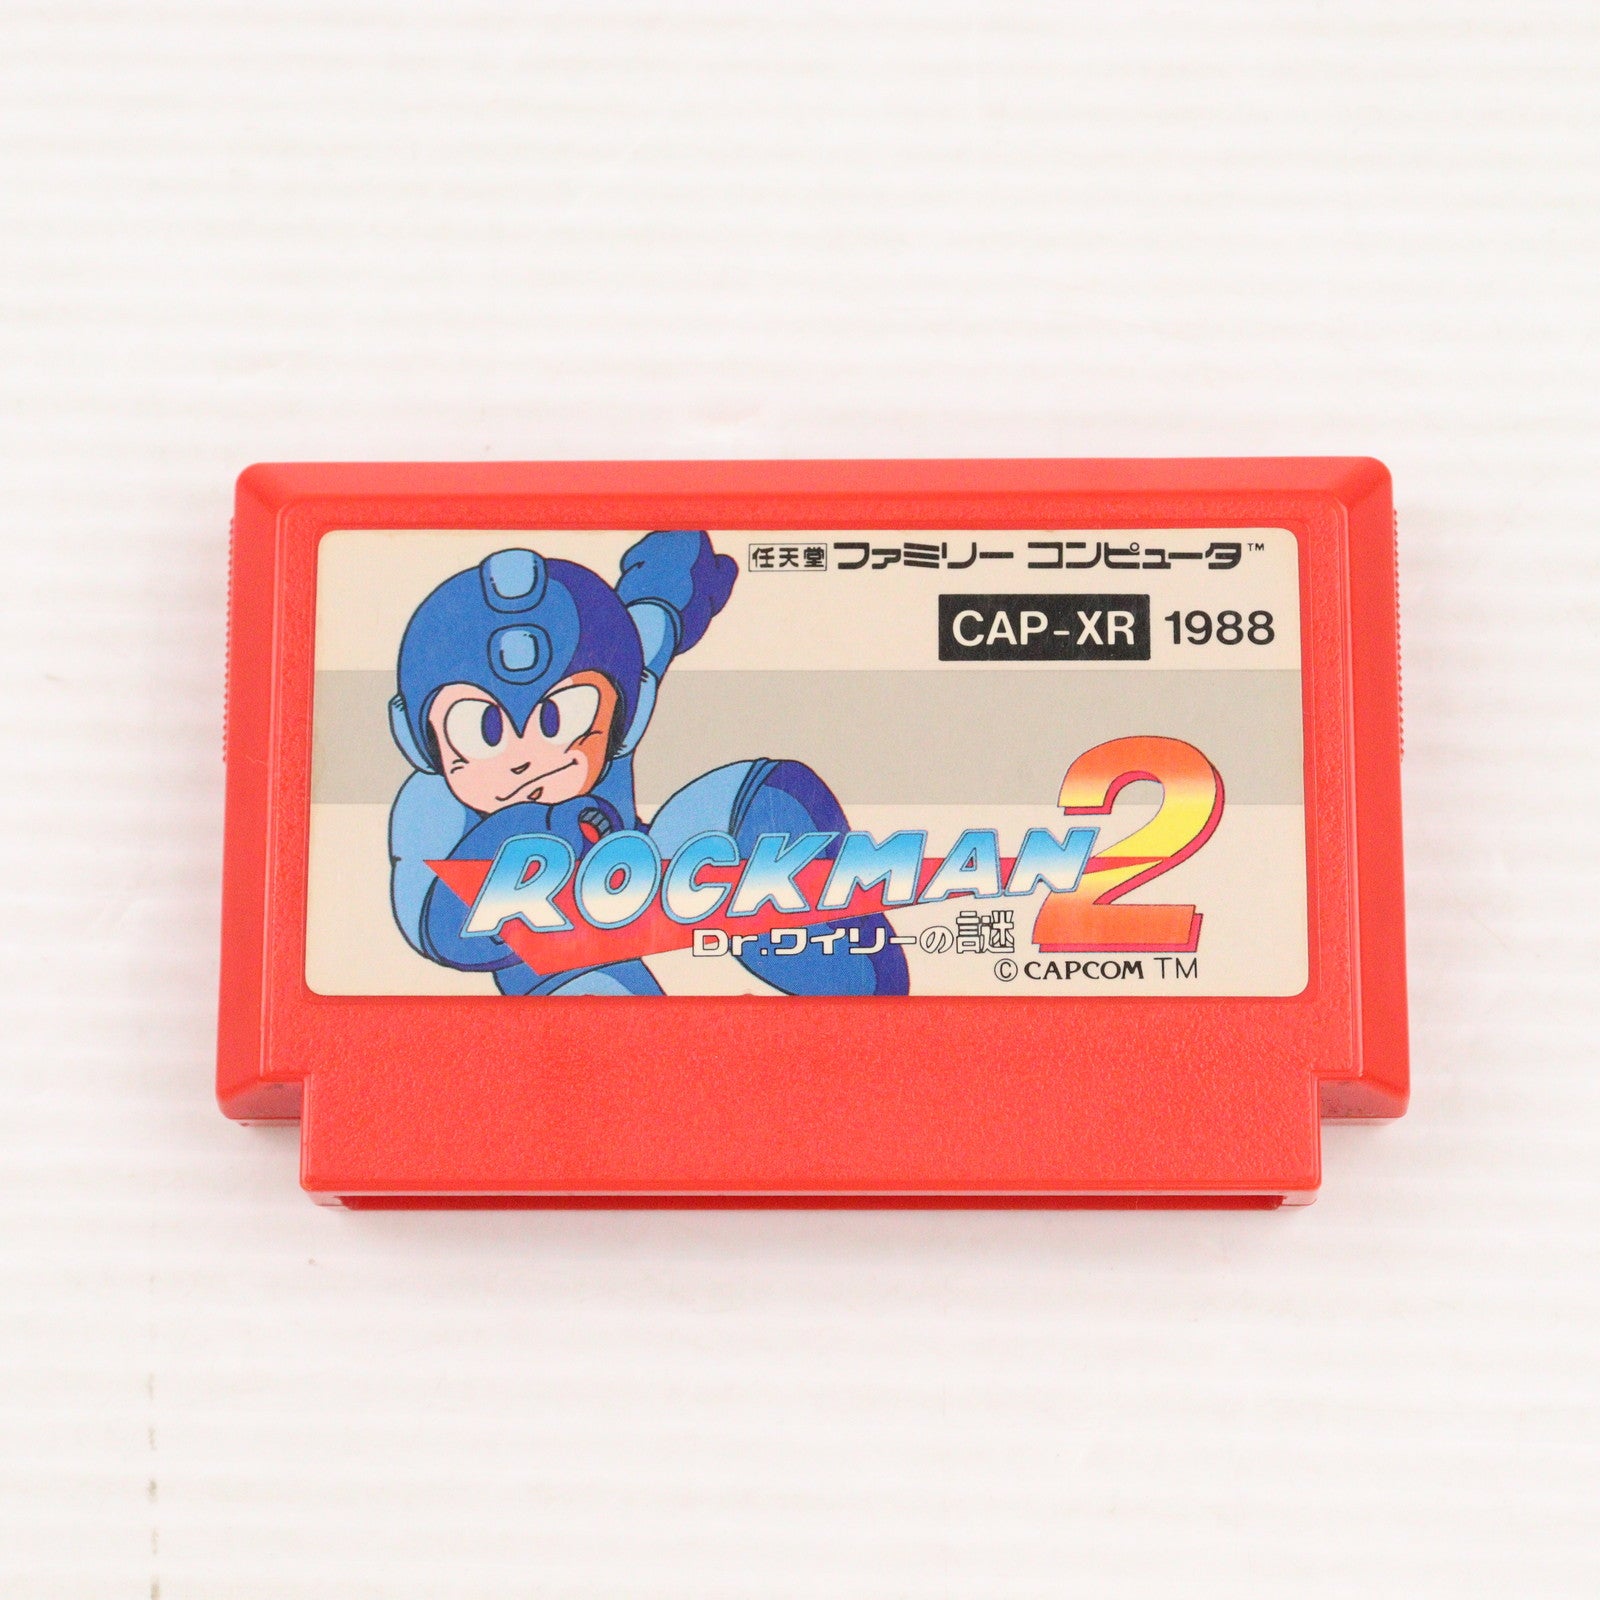 任天堂 ファミリー コンピュータ™
CAP-XR 1988
ROCKMAN 2
Dr.ワイリーの謎
© CAPCOM TM